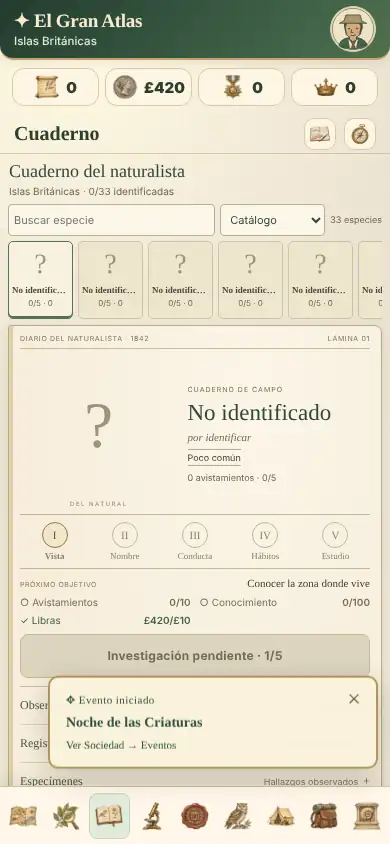 ✦ El Gran Atlas
Islas Británicas
0 £420 0 0
Cuaderno
Cuaderno del naturalista
Islas Británicas · 0/33 identificadas
Buscar especie Catálogo 33 especies
? ? ? ? ?
No identific... No identific... No identific... No identific... No identific... No id
0/5 · 0 0/5 · 0 0/5 · 0 0/5 · 0 0/5 · 0
DIARIO DEL NATURALISTA · 1842 LÁMINA 01
CUADERNO DE CAMPO
?
No identificado
por identificar
Poco común
0 avistamientos · 0/5
DEL NATURAL
I II III IV V
Vista Nombre Conducta Hábitos Estudio
PRÓXIMO OBJETIVO Conocer la zona donde vive
○ Avistamientos 0/10 ○ Conocimiento 0/100
✓ Libras £420/£10
Investigación pendiente · 1/5
Obser
✥ Evento iniciado ×
Noche de las Criaturas
Regis
Ver Sociedad → Eventos
Especímenes Hallazgos observados +